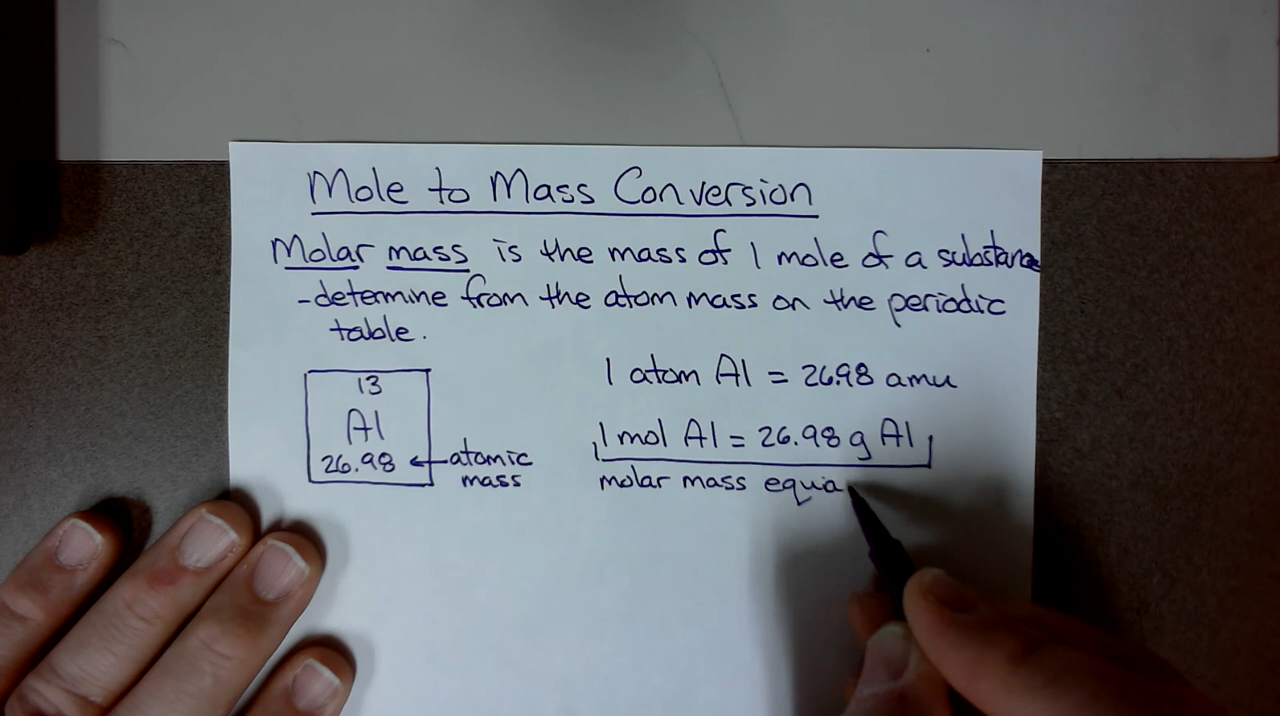 Mole to Mass Conversion
Molar mass is the mass of 1 mole of a substance
-determine from the atom mass on the periodic
table.
13
Al
26.98 ← atomic
mass
1 atom Al = 26.98 amu
1 mol Al = 26.98 g Al
molar mass equa